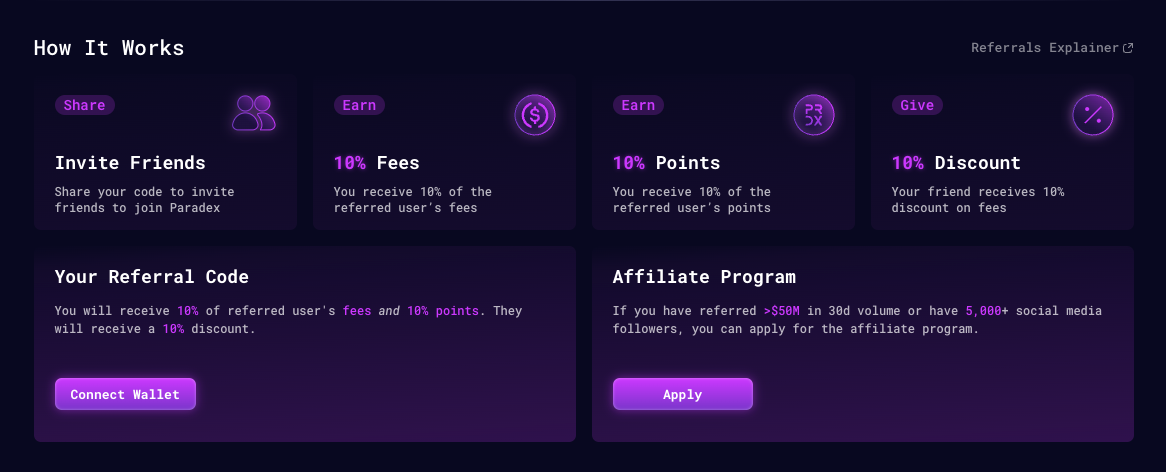 How It Works
Referrals Explainer
Share
Earn
Earn
PR
DX
Give
Invite Friends
10% Fees
10% Points
10% Discount
Share your code to invite
friends to join Paradex
You receive 10% of the
referred user's fees
You receive 10% of the
referred user's points
Your friend receives 10%
discount on fees
Your Referral Code
You will receive 10% of referred user's fees and 10% points. They
will receive a 10% discount.
Connect Wallet
Affiliate Program
If you have referred >$50M in 30d volume or have 5,000+ social media
followers, you can apply for the affiliate program.
Apply